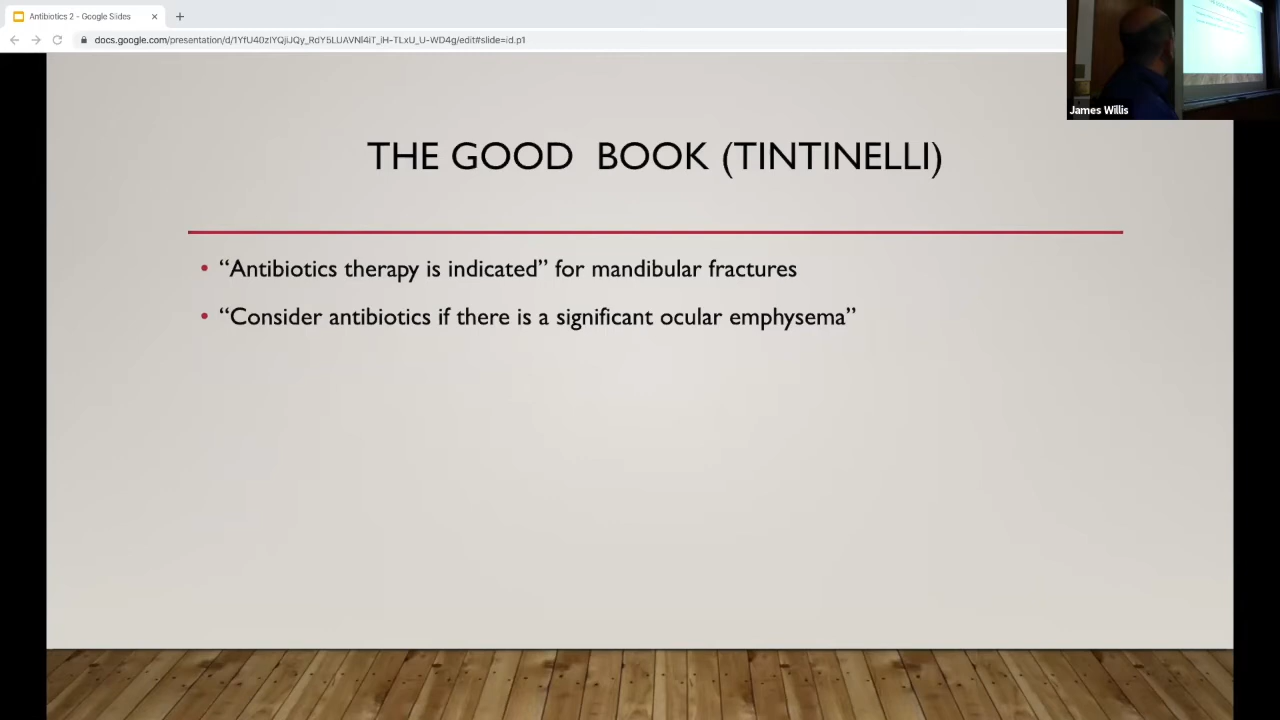 Antibiotics 2 - Google Slides
docs.google.com/presentation/d/1YfU40zIYQjiJQy_RdY5LUAVNl4iT_iH-TLxU_U-WD4g/edit#slide=id.p1
James Willis
THE GOOD BOOK (TINTINELLI)
• “Antibiotics therapy is indicated” for mandibular fractures
• “Consider antibiotics if there is a significant ocular emphysema”